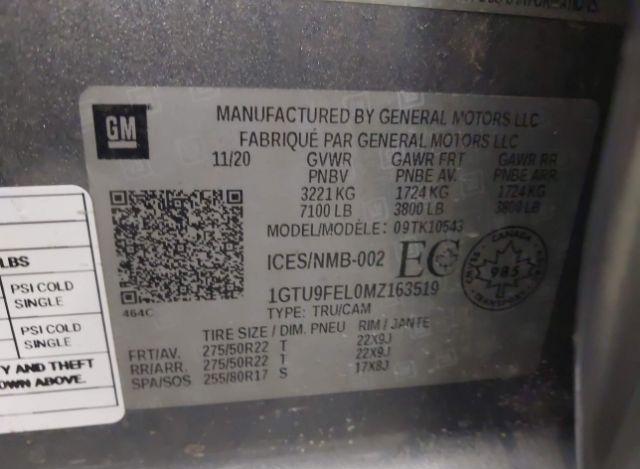 GM
MANUFACTURED BY GENERAL MOTORS LLC
FABRIQUÉ PAR GENERAL MOTORS LLC
11/20 GVWR GAWR FRT GAWR RR
PNBV PNBE AV. PNBE ARR.
3221 KG 1724 KG 1724 KG
7100 LB 3800 LB 3800 LB
MODEL/MODÈLE: 09TK10543
ICES/NMB-002 EC
CANADA
985
TRANSPORT
1GTU9FEL0MZ163519
464C
TYPE: TRU/CAM
TIRE SIZE / DIM. PNEU RIM / JANTE
FRT/AV. 275/50R22 T 22X9J
RR/ARR. 275/50R22 T 22X9J
SPA/SOS 255/80R17 S 17X8J
LBS
PSI COLD
SINGLE
PSI COLD
SINGLE
Y AND THEFT
OWN ABOVE.